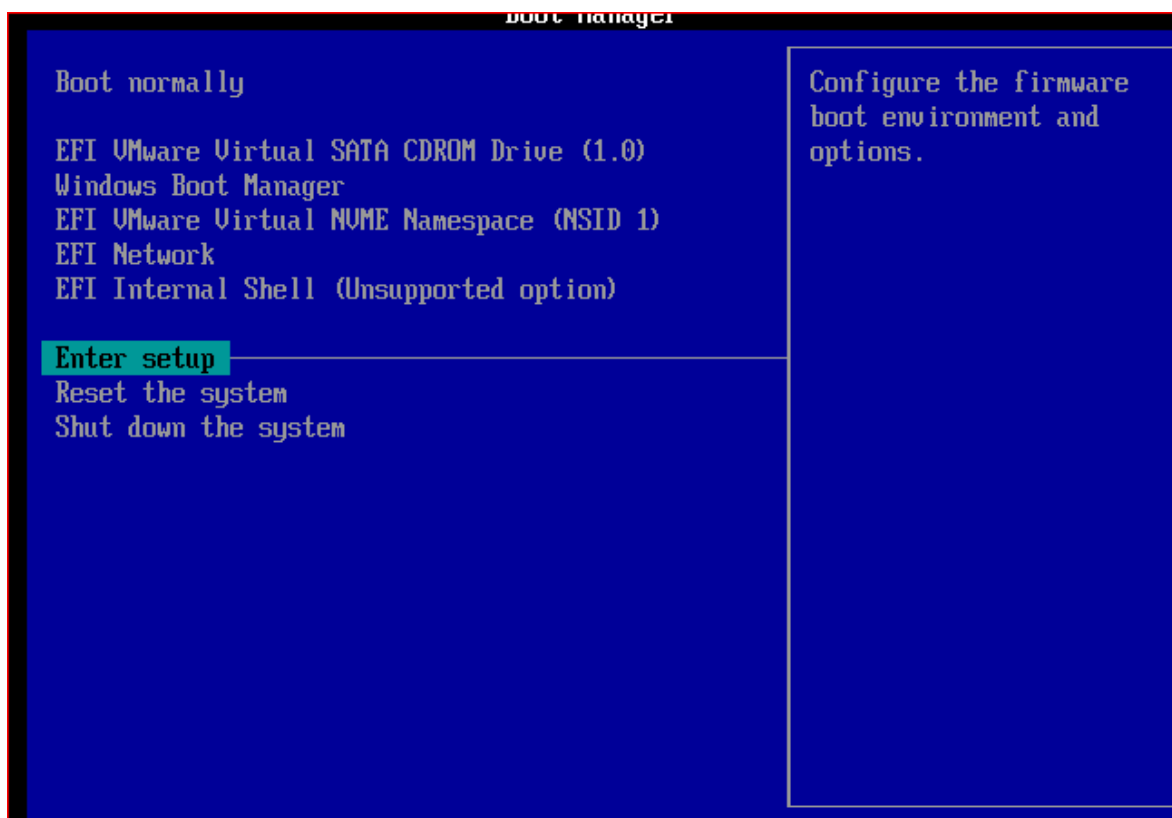 Boot Manager
Boot normally
EFI VMware Virtual SATA CDROM Drive (1.0)
Windows Boot Manager
EFI VMware Virtual NVME Namespace (NSID 1)
EFI Network
EFI Internal Shell (Unsupported option)
Enter setup
Reset the system
Shut down the system
Configure the firmware
boot environment and
options.